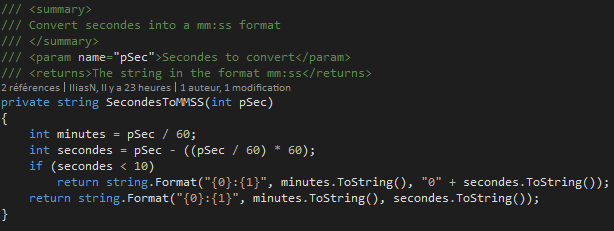 /// <summary>
/// Convert secondes into a mm:ss format
/// </summary>
/// <param name="pSec">Secondes to convert</param>
/// <returns>The string in the format mm:ss</returns>
2 références | IliasN, Il y a 23 heures | 1 auteur, 1 modification
private string SecondesToMMSS(int pSec)
{
    int minutes = pSec / 60;
    int secondes = pSec - ((pSec / 60) * 60);
    if (secondes < 10)
        return string.Format("{0}:{1}", minutes.ToString(), "0" + secondes.ToString());
    return string.Format("{0}:{1}", minutes.ToString(), secondes.ToString());
}